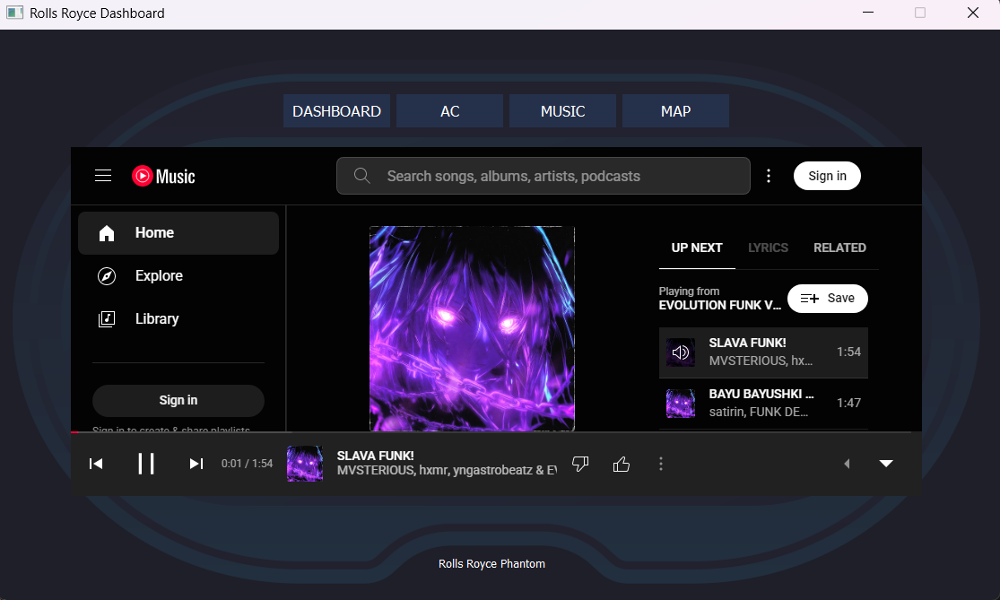 Rolls Royce Dashboard
DASHBOARD AC MUSIC MAP
Music
Search songs, albums, artists, podcasts
Sign in
Home
Explore
Library
Sign in
Sign in to create & share playlists
UP NEXT LYRICS RELATED
Playing from
EVOLUTION FUNK V...
Save
SLAVA FUNK!
MVSTERIOUS, hx...
1:54
BAYU BAYUSHKI ...
satirin, FUNK DE...
1:47
0:01 / 1:54
SLAVA FUNK!
MVSTERIOUS, hxmr, yngastrobeatz & EV
Rolls Royce Phantom